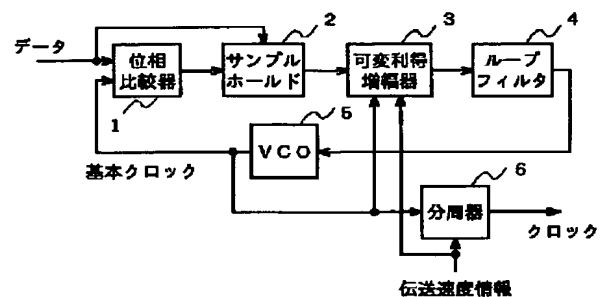 データ
位相
比較器
1
サンプル
ホールド
2
可変利得
増幅器
3
ループ
フィルタ
4
VCO
5
基本クロック
分周器
6
クロック
伝送速度情報